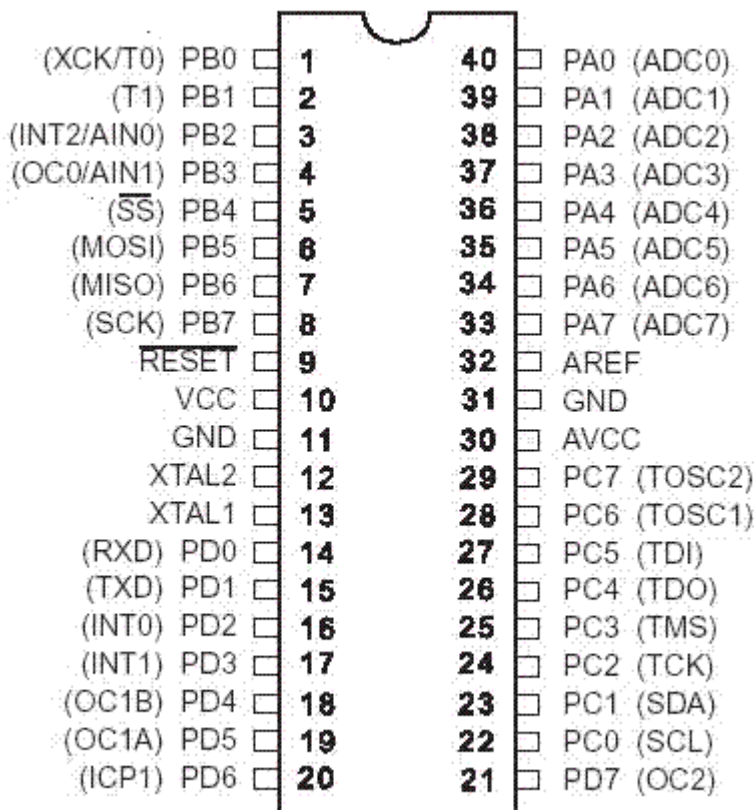 (XCK/T0) PB0 1 40 PA0 (ADC0)
(T1) PB1 2 39 PA1 (ADC1)
(INT2/AIN0) PB2 3 38 PA2 (ADC2)
(OC0/AIN1) PB3 4 37 PA3 (ADC3)
(SS) PB4 5 36 PA4 (ADC4)
(MOSI) PB5 6 35 PA5 (ADC5)
(MISO) PB6 7 34 PA6 (ADC6)
(SCK) PB7 8 33 PA7 (ADC7)
RESET 9 32 AREF
VCC 10 31 GND
GND 11 30 AVCC
XTAL2 12 29 PC7 (TOSC2)
XTAL1 13 28 PC6 (TOSC1)
(RXD) PD0 14 27 PC5 (TDI)
(TXD) PD1 15 26 PC4 (TDO)
(INT0) PD2 16 25 PC3 (TMS)
(INT1) PD3 17 24 PC2 (TCK)
(OC1B) PD4 18 23 PC1 (SDA)
(OC1A) PD5 19 22 PC0 (SCL)
(ICP1) PD6 20 21 PD7 (OC2)